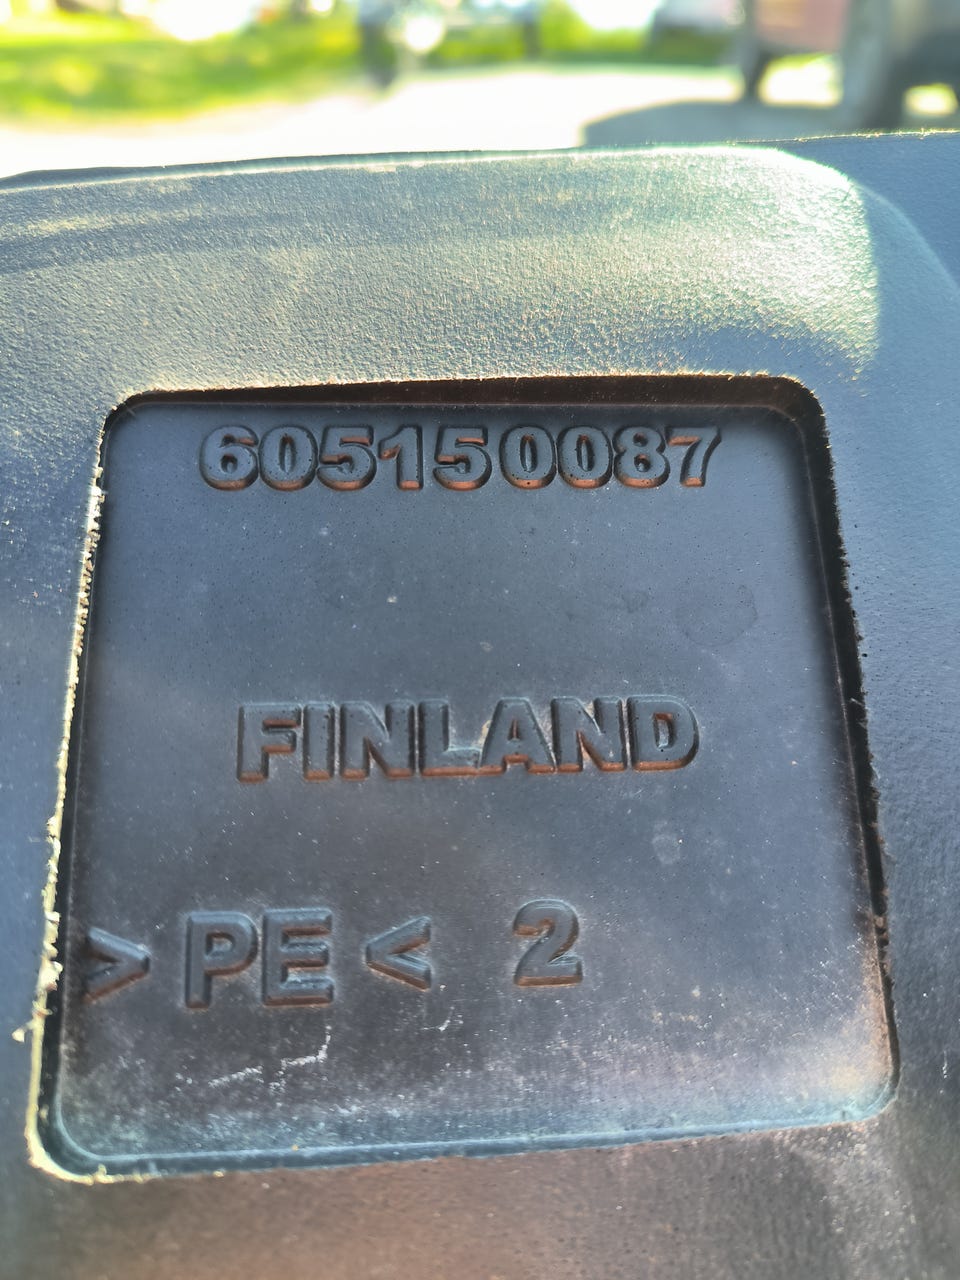 605150087
FINLAND
> PE < 2